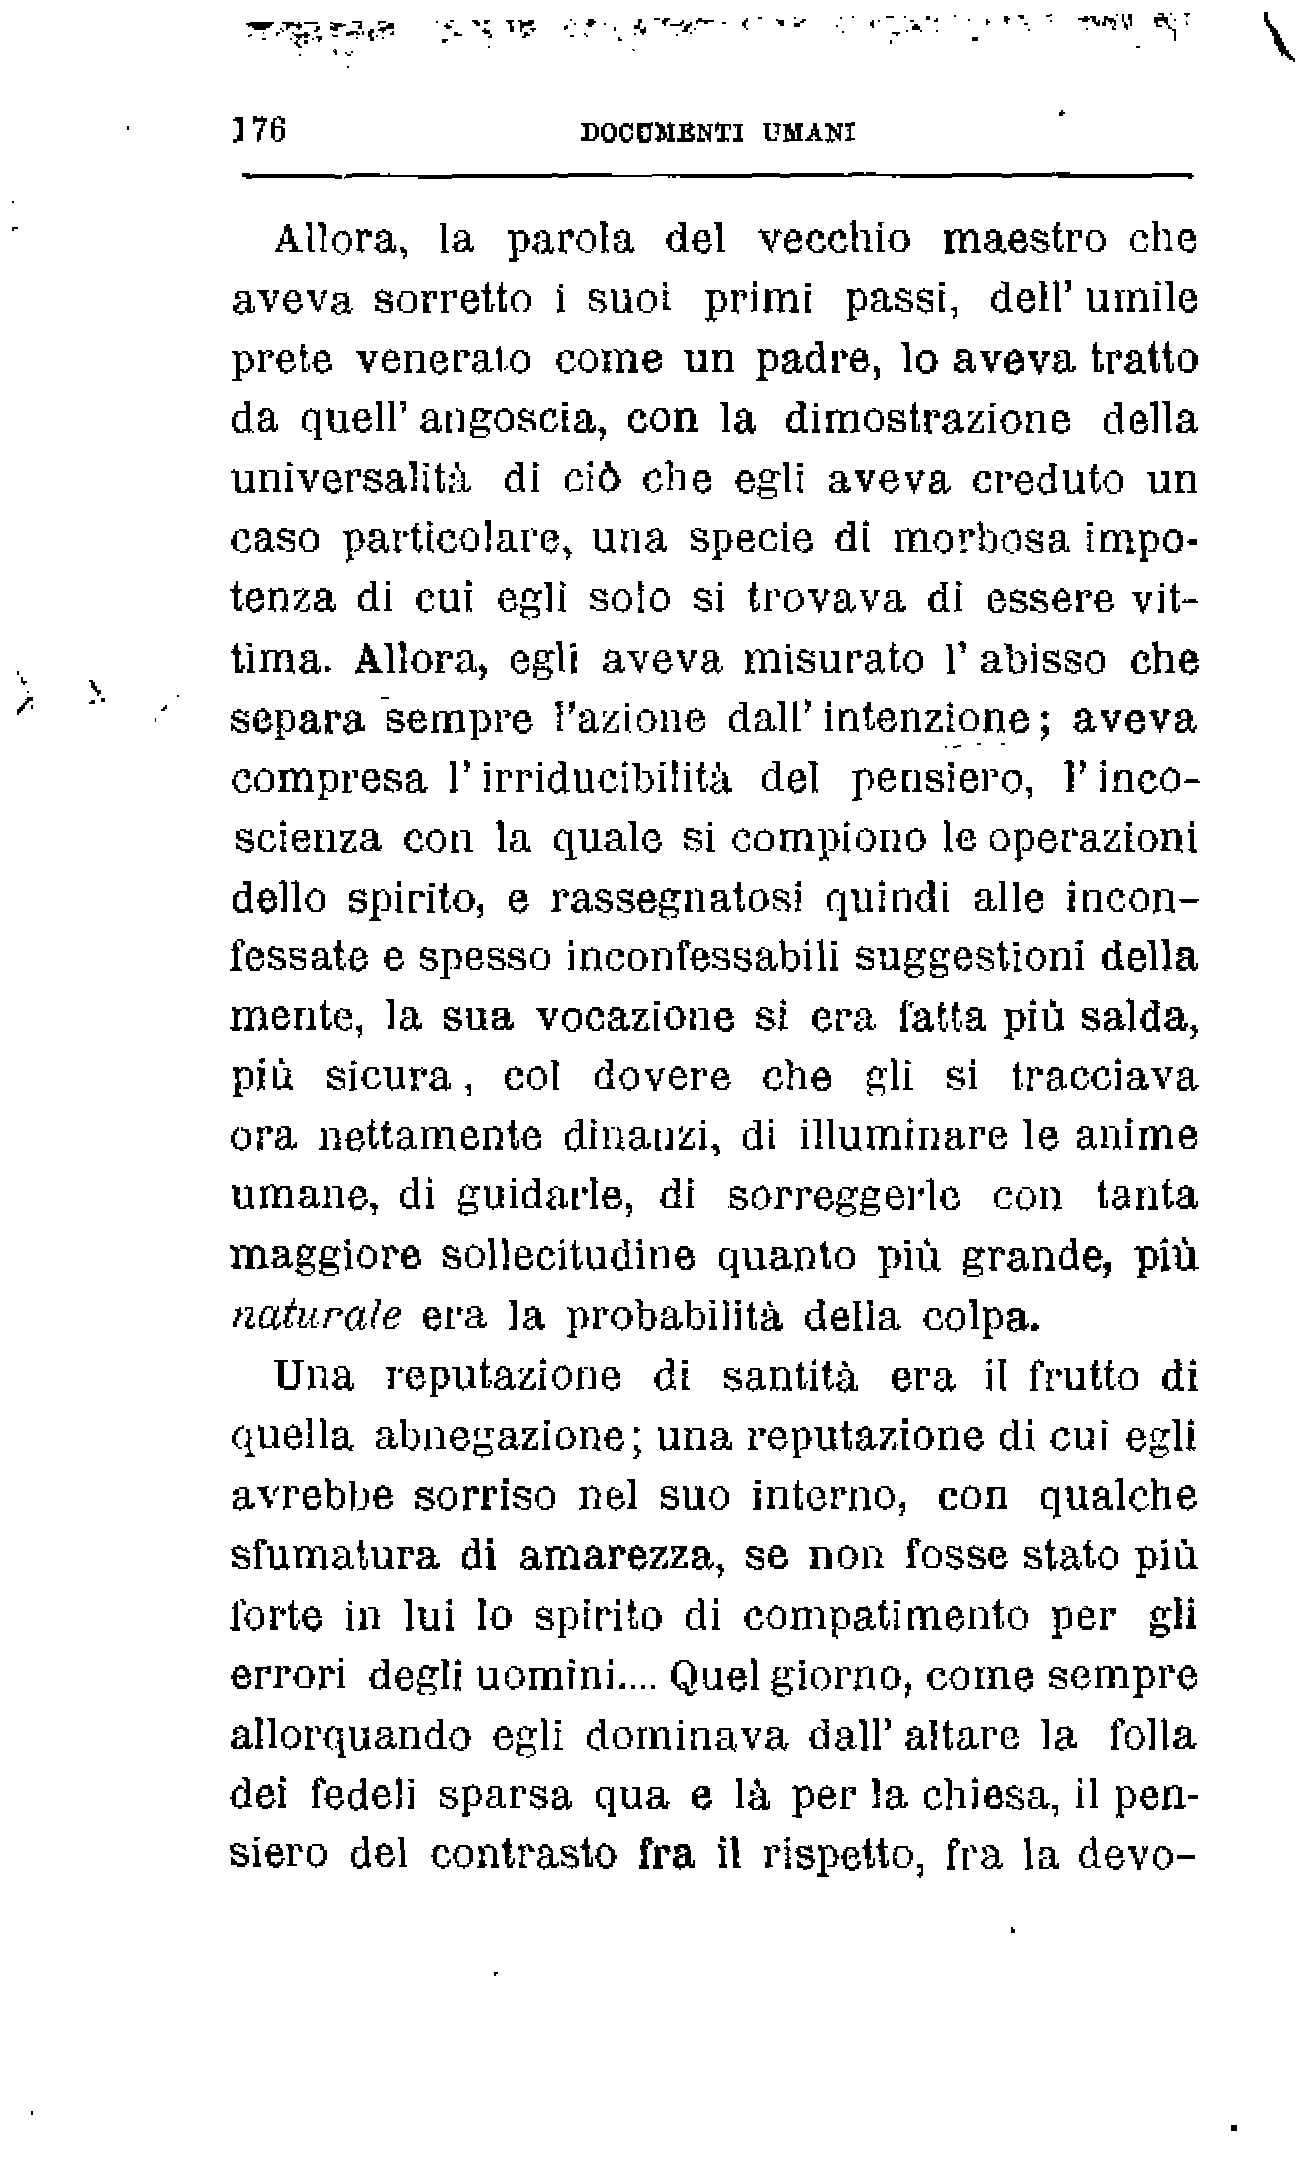 176 DOCUMENTI UMANI
Allora, la parola del vecchio maestro che
aveva sorretto i suoi primi passi, dell' umile
prete venerato come un padre, lo aveva tratto
da quell' angoscia, con la dimostrazione della
universalità di ciò che egli aveva creduto un
caso particolare, una specie di morbosa impo-
tenza di cui egli solo si trovava di essere vit-
tima. Allora, egli aveva misurato l' abisso che
separa sempre l'azione dall' intenzione; aveva
compresa l' irriducibilità del pensiero, l' inco-
scienza con la quale si compiono le operazioni
dello spirito, e rassegnatosi quindi alle incon-
fessate e spesso inconfessabili suggestioni della
mente, la sua vocazione si era fatta più salda,
più sicura, col dovere che gli si tracciava
ora nettamente dinanzi, di illuminare le anime
umane, di guidarle, di sorreggerle con tanta
maggiore sollecitudine quanto più grande, più
naturale era la probabilità della colpa.
Una reputazione di santità era il frutto di
quella abnegazione; una reputazione di cui egli
avrebbe sorriso nel suo interno, con qualche
sfumatura di amarezza, se non fosse stato più
forte in lui lo spirito di compatimento per gli
errori degli uomini.... Quel giorno, come sempre
allorquando egli dominava dall' altare la folla
dei fedeli sparsa qua e là per la chiesa, il pen-
siero del contrasto fra il rispetto, fra la devo-